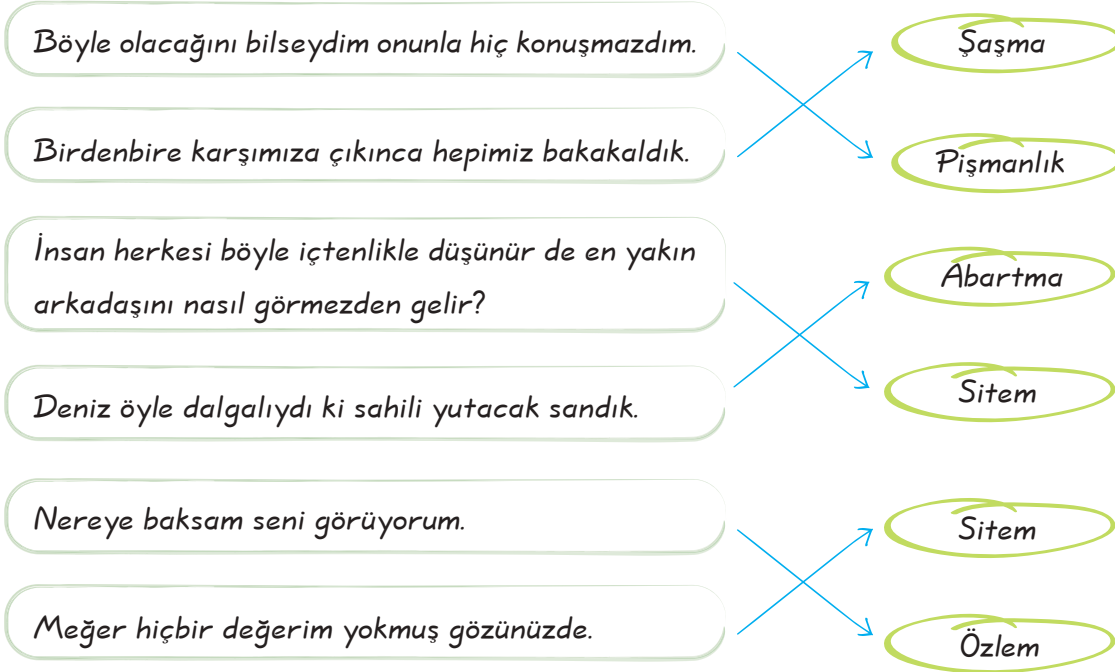 Böyle olacağını bilseydim onunla hiç konuşmazdım.
Şaşma
Birdenbire karşımıza çıkınca hepimiz bakakaldık.
Pişmanlık
İnsan herkesi böyle içtenlikle düşünür de en yakın
arkadaşını nasıl görmezden gelir?
Abartma
Deniz öyle dalgalıydı ki sahili yutacak sandık.
Sitem
Nereye baksam seni görüyorum.
Sitem
Meğer hiçbir değerim yokmuş gözünüzde.
Özlem